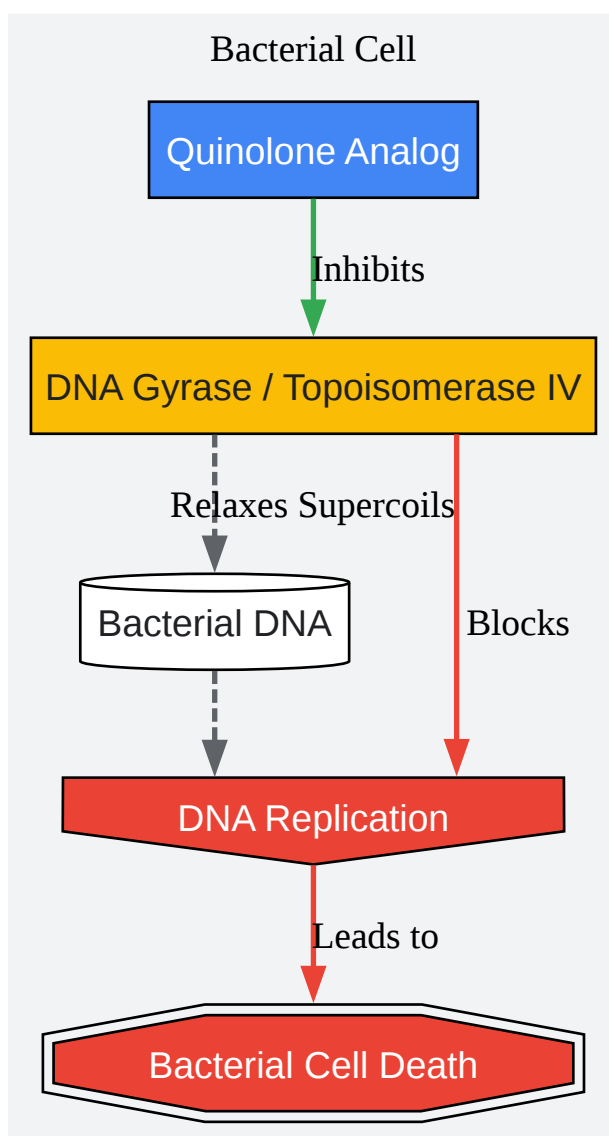 Bacterial Cell
Quinolone Analog
Inhibits
DNA Gyrase / Topoisomerase IV
Relaxes Supercoils
Bacterial DNA
Blocks
DNA Replication
Leads to
Bacterial Cell Death